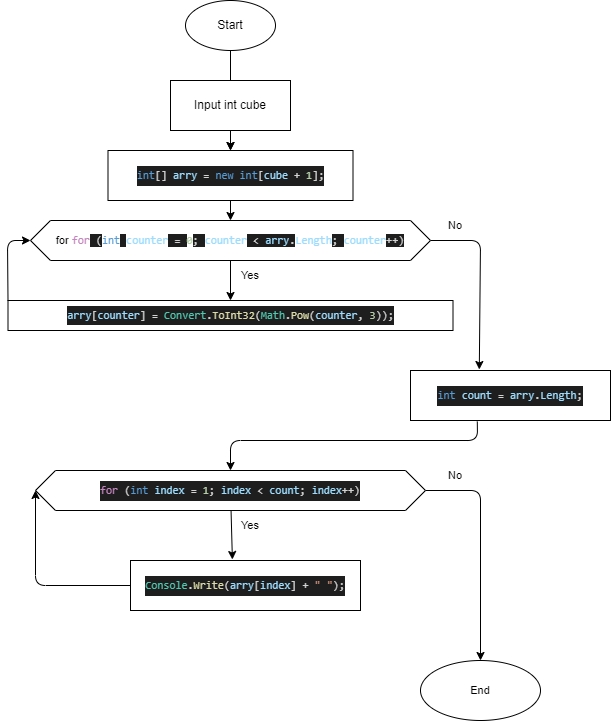 Start
Input int cube
int[] arry = new int[cube + 1];
for for (int counter = 0; counter < arry.Length; counter++)
No
Yes
arry[counter] = Convert.ToInt32(Math.Pow(counter, 3));
int count = arry.Length;
for (int index = 1; index < count; index++)
No
Yes
Console.Write(arry[index] + " ");
End